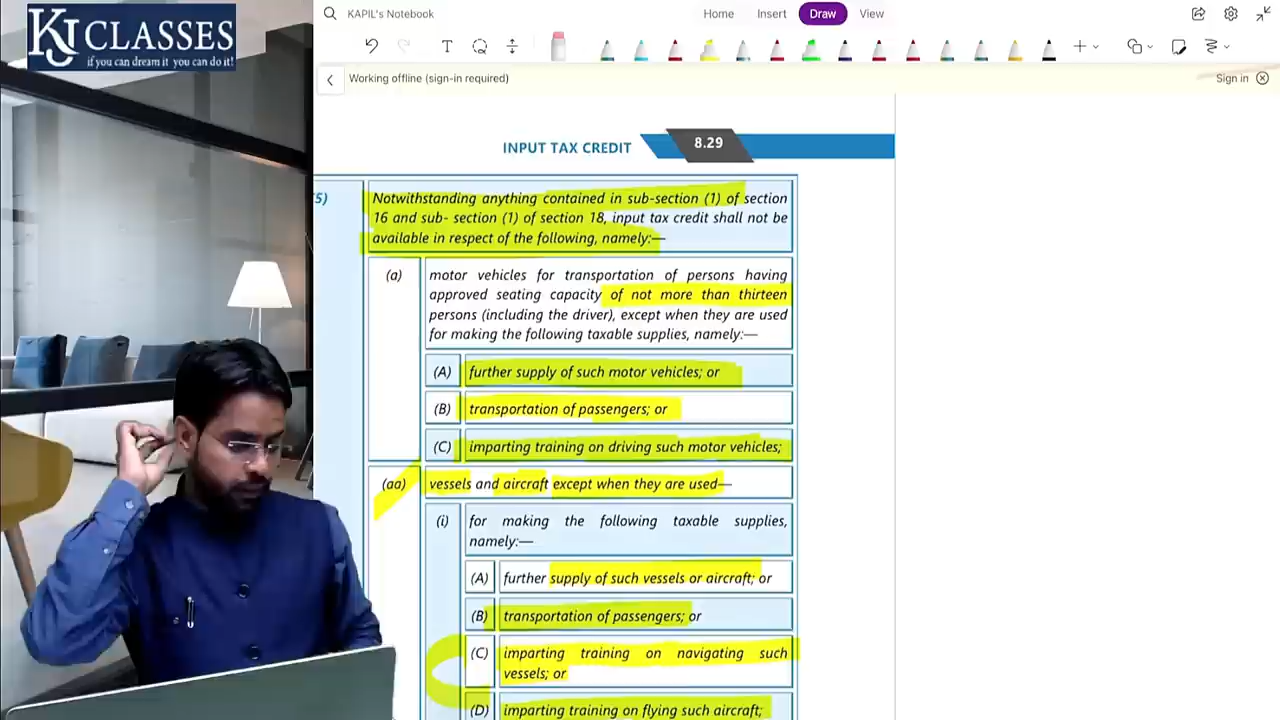 KJ CLASSES
if you can dream it you can do it!
KAPIL's Notebook
Home Insert Draw View
Working offline (sign-in required)
Sign in
INPUT TAX CREDIT 8.29
Notwithstanding anything contained in sub-section (1) of section
16 and sub- section (1) of section 18, input tax credit shall not be
available in respect of the following, namely:—
(a) motor vehicles for transportation of persons having
approved seating capacity of not more than thirteen
persons (including the driver), except when they are used
for making the following taxable supplies, namely:—
(A) further supply of such motor vehicles; or
(B) transportation of passengers; or
(C) imparting training on driving such motor vehicles;
(aa) vessels and aircraft except when they are used—
(i) for making the following taxable supplies,
namely:—
(A) further supply of such vessels or aircraft; or
(B) transportation of passengers; or
(C) imparting training on navigating such
vessels; or
(D) imparting training on flying such aircraft;